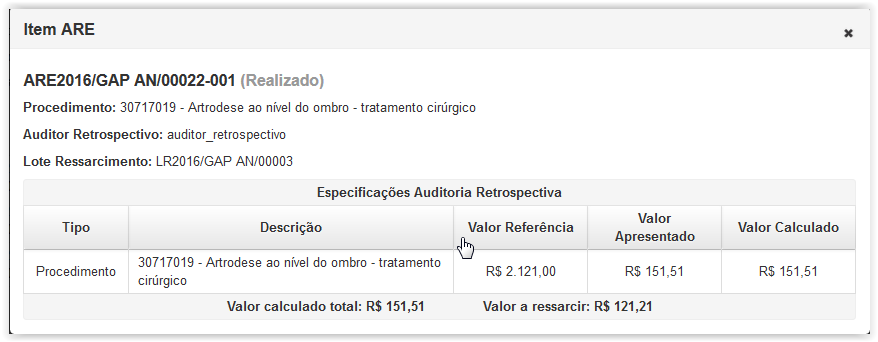 Item ARE
ARE2016/GAP AN/00022-001 (Realizado)
Procedimento: 30717019 - Artrodese ao nível do ombro - tratamento cirúrgico
Auditor Retrospectivo: auditor_retrospectivo
Lote Ressarcimento: LR2016/GAP AN/00003
Especificações Auditoria Retrospectiva
Tipo Descrição Valor Referência Valor Apresentado Valor Calculado
Procedimento 30717019 - Artrodese ao nível do ombro - tratamento cirúrgico R$ 2.121,00 R$ 151,51 R$ 151,51
Valor calculado total: R$ 151,51 Valor a ressarcir: R$ 121,21